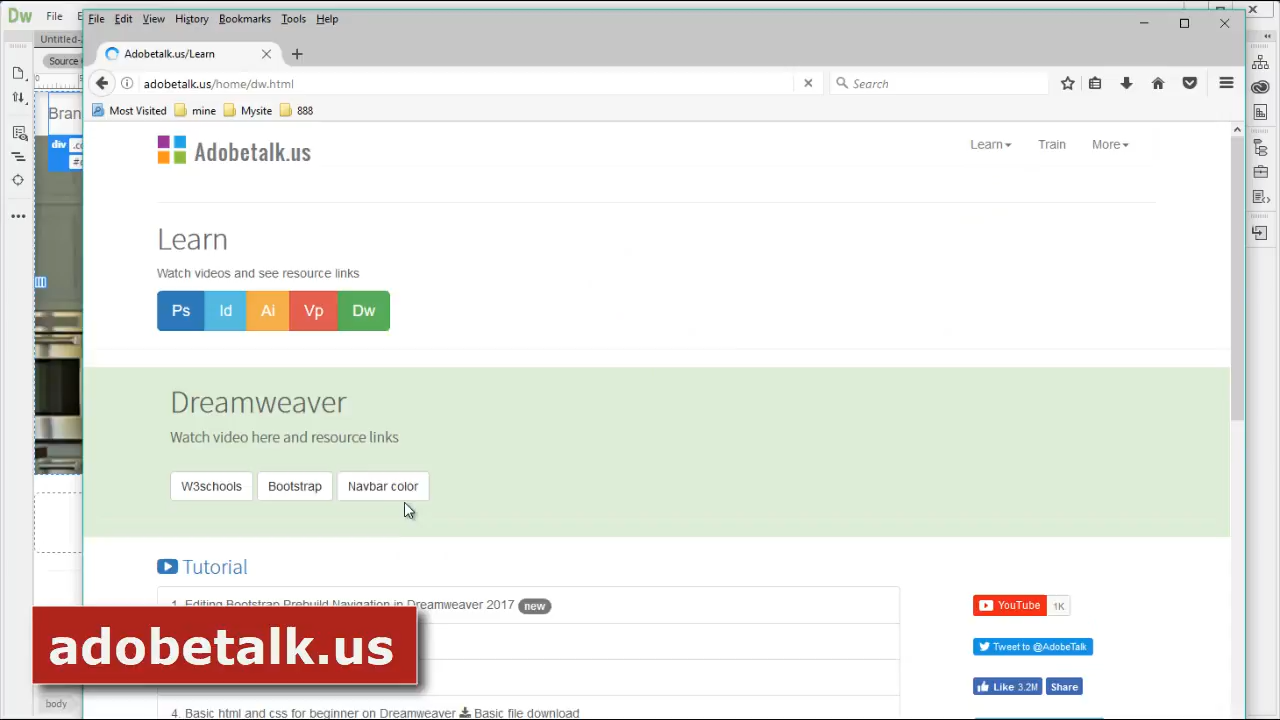 Dw File
File Edit View History Bookmarks Tools Help
Untitled-
Adobetalk.us/Learn
Source
adobetalk.us/home/dw.html
Search
Most Visited mine Mysite 888
Bran
div .co
Adobetalk.us
Learn Train More
Learn
Watch videos and see resource links
Ps Id Ai Vp Dw
Dreamweaver
Watch video here and resource links
W3schools Bootstrap Navbar color
Tutorial
1. Editing Bootstrap Prebuild Navigation in Dreamweaver 2017 new
YouTube 1K
adobetalk.us
Tweet to @AdobeTalk
Like 3.2M Share
body
4. Basic html and css for beginner on Dreamweaver Basic file download